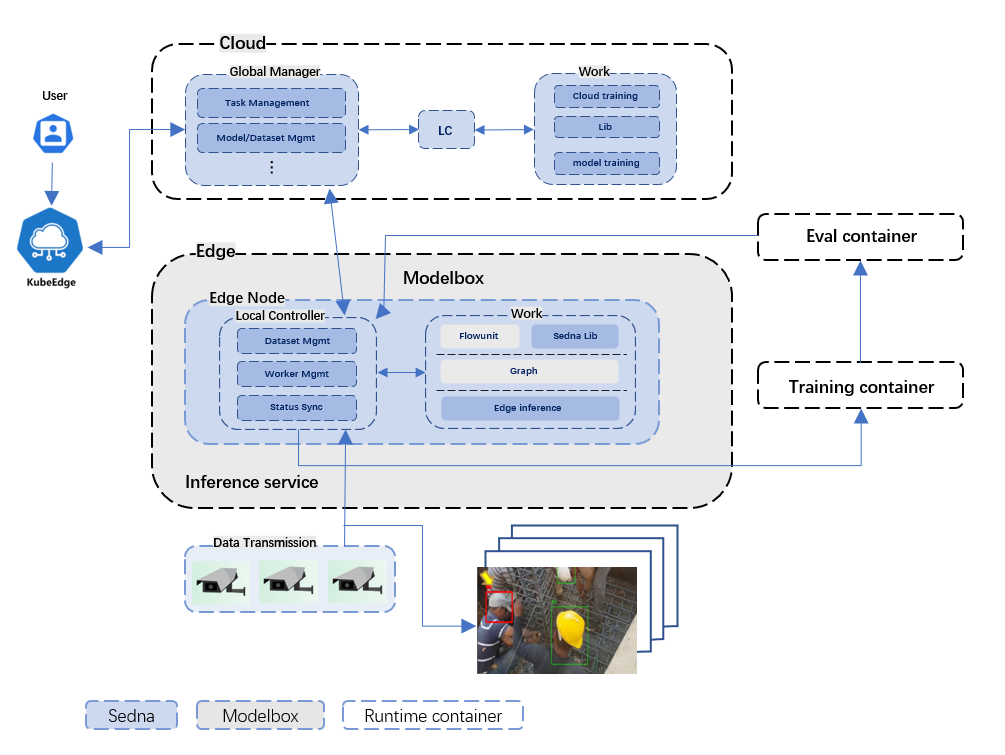 Cloud
Global Manager
Task Management
Model/Dataset Mgmt
LC
Work
Cloud training
Lib
model training
User
KubeEdge
Edge
Modelbox
Edge Node
Local Controller
Dataset Mgmt
Worker Mgmt
Status Sync
Work
Flowunit
Sedna Lib
Graph
Edge inference
Inference service
Eval container
Training container
Data Transmission
Sedna
Modelbox
Runtime container